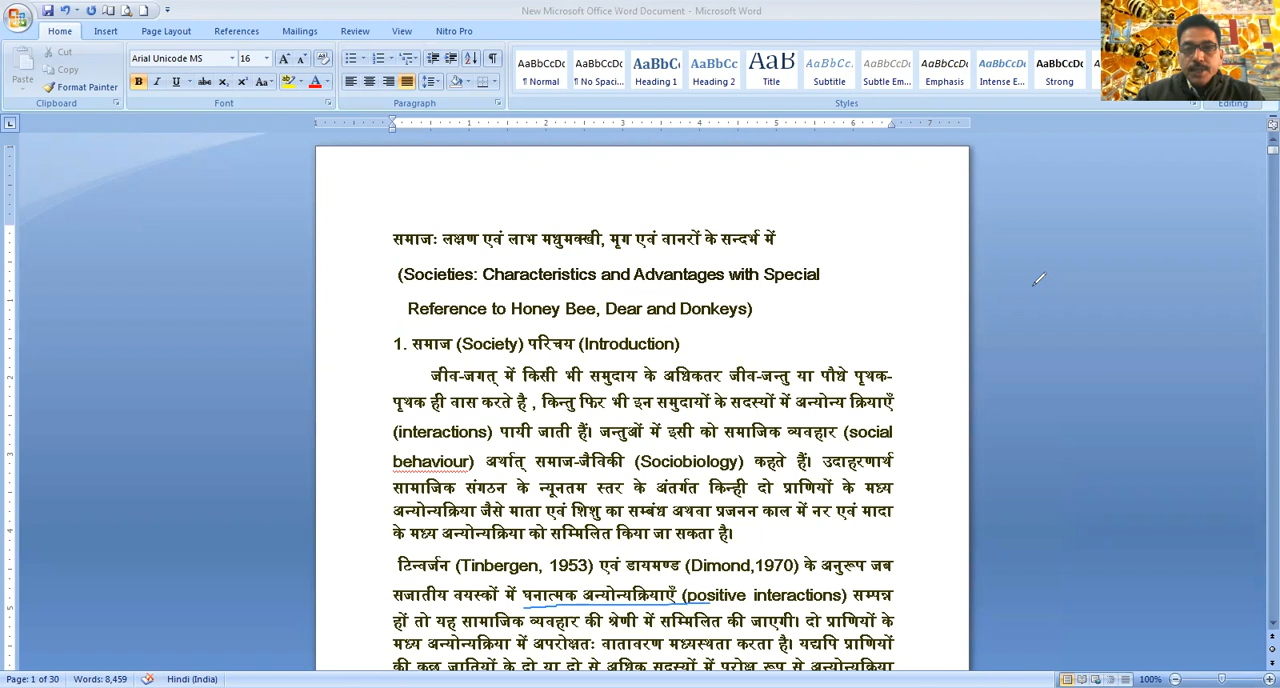 New Microsoft Office Word Document - Microsoft Word
Home Insert Page Layout References Mailings Review View Nitro Pro
Cut
Copy
Paste
Format Painter
Clipboard
Arial Unicode MS 16
Font
Paragraph
AaBbCcDc AaBbCcDc AaBbC AaBbCc AaB AaBbCc. AaBbCcDc AaBbCcDc AaBbCcDc AaBbCcDc
¶ Normal ¶ No Spaci... Heading 1 Heading 2 Title Subtitle Subtle Em... Emphasis Intense E... Strong
Styles
Editing
समाजः लक्षण एवं लाभ मधुमक्खी, मृग एवं वानरों के सन्दर्भ में
(Societies: Characteristics and Advantages with Special
Reference to Honey Bee, Dear and Donkeys)
1. समाज (Society) परिचय (Introduction)
जीव-जगत् में किसी भी समुदाय के अधिकतर जीव-जन्तु या पौधे पृथक-
पृथक ही वास करते है , किन्तु फिर भी इन समुदायों के सदस्यों में अन्योन्य क्रियाएँ
(interactions) पायी जाती हैं। जन्तुओं में इसी को समाजिक व्यवहार (social
behaviour) अर्थात् समाज-जैविकी (Sociobiology) कहते हैं। उदाहरणार्थ
सामाजिक संगठन के न्यूनतम स्तर के अंतर्गत किन्ही दो प्राणियों के मध्य
अन्योन्यक्रिया जैसे माता एवं शिशु का सम्बंध अथवा प्रजनन काल में नर एवं मादा
के मध्य अन्योन्यक्रिया को सम्मिलित किया जा सकता है।
टिन्वर्जन (Tinbergen, 1953) एवं डायमण्ड (Dimond,1970) के अनुरूप जब
सजातीय वयस्कों में घनात्मक अन्योन्यक्रियाएँ (positive interactions) सम्पन्न
हों तो यह सामाजिक व्यवहार की श्रेणी में सम्मिलित की जाएगी। दो प्राणियों के
मध्य अन्योन्यक्रिया में अपरोक्षतः वातावरण मध्यस्थता करता है। यद्यपि प्राणियों
की कुछ जातियों के दो या दो से अधिक सदस्यों में परोक्ष रूप से अन्योन्यक्रिया
Page: 1 of 30 Words: 8,459 Hindi (India) 100%